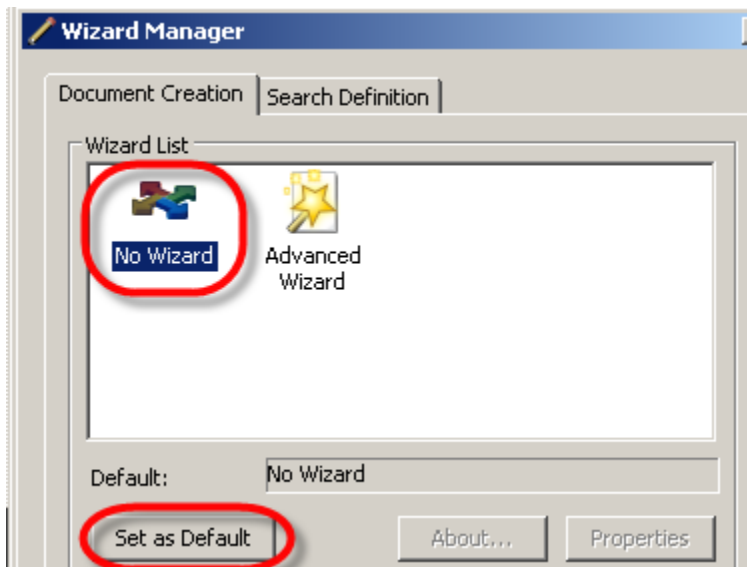 Wizard Manager
Document Creation
Search Definition
Wizard List
No Wizard
Advanced
Wizard
Default:
No Wizard
Set as Default
About...
Properties